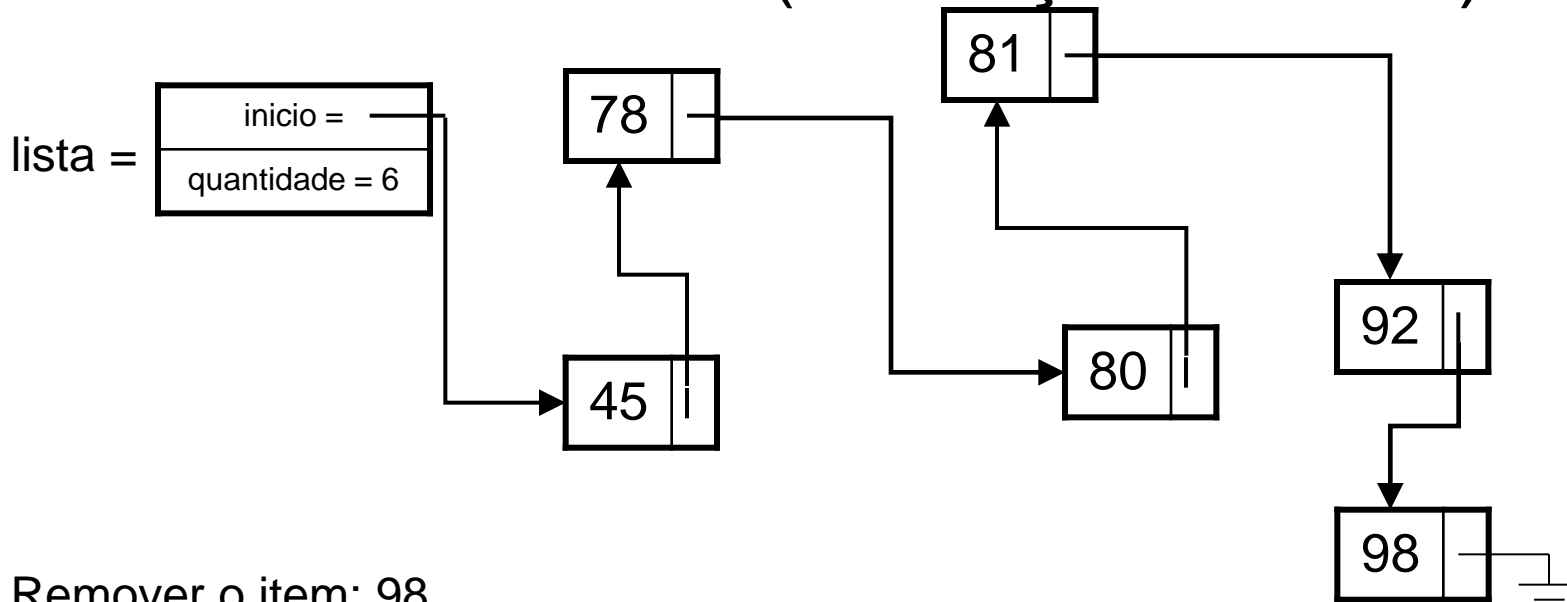 81
78
inicio =
lista =
quantidade = 6
92
80
45
98
Remover o item: 98